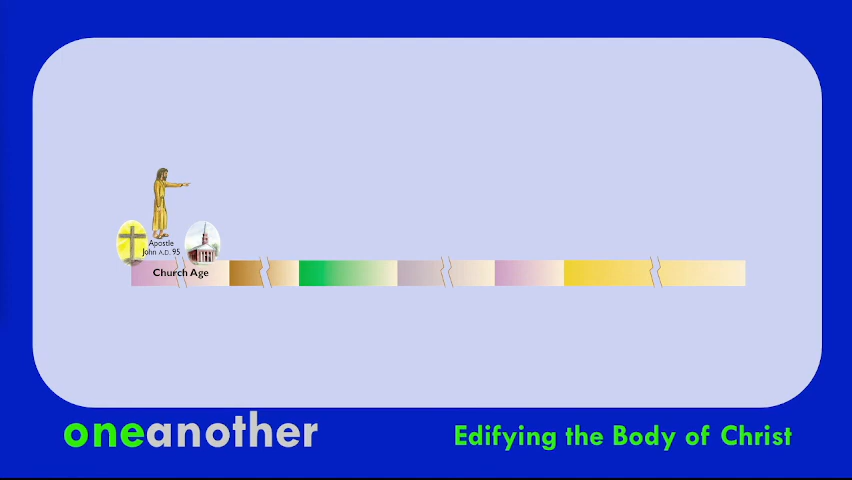 Apostle
John A.D. 95
Church Age
oneanother
Edifying the Body of Christ